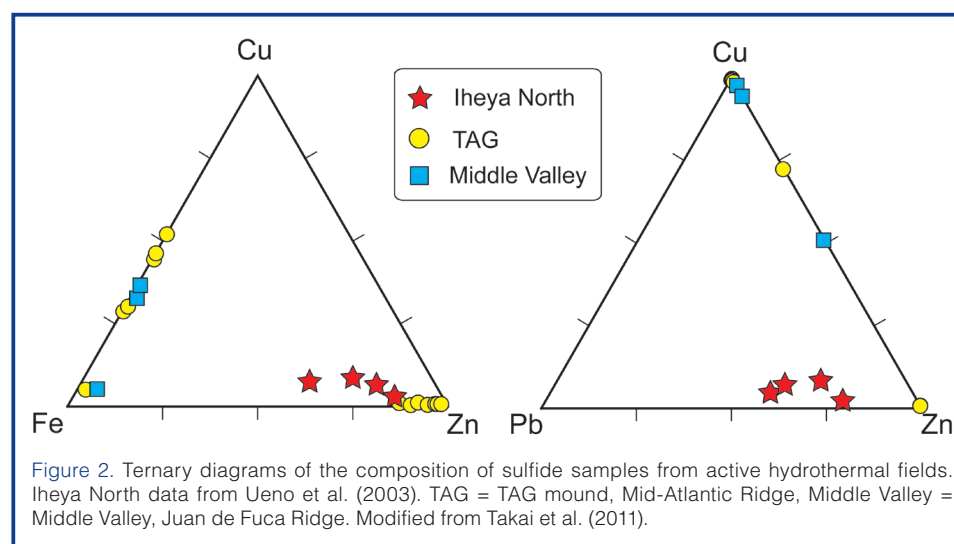 Cu
Iheya North
TAG
Middle Valley
Fe
Zn
Cu
Pb
Zn
Figure 2. Ternary diagrams of the composition of sulfide samples from active hydrothermal fields.
Iheya North data from Ueno et al. (2003). TAG = TAG mound, Mid-Atlantic Ridge, Middle Valley =
Middle Valley, Juan de Fuca Ridge. Modified from Takai et al. (2011).